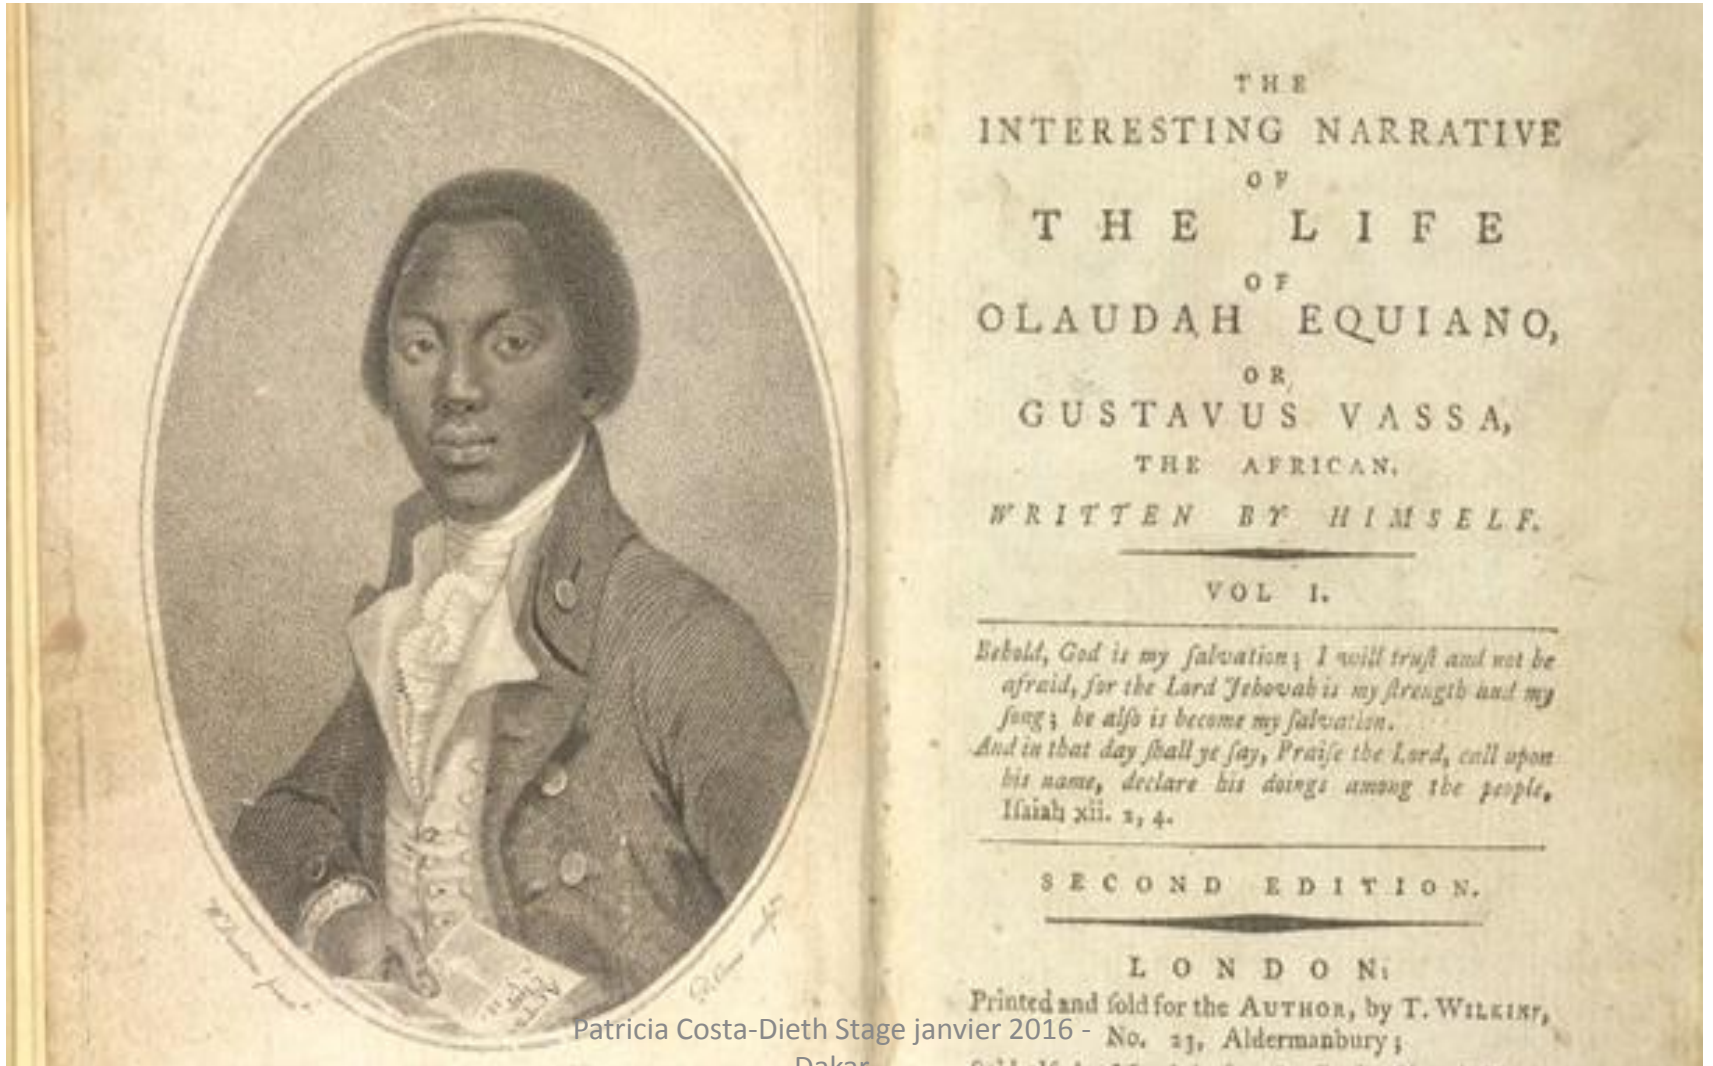 THE
INTERESTING NARRATIVE
OF
THE LIFE
OF
OLAUDAH EQUIANO,
OR
GUSTAVUS VASSA,
THE AFRICAN.
WRITTEN BY HIMSELF.
VOL I.
Behold, God is my ſalvation; I will truſt and not be
afraid, for the Lord Jehovah is my ſtrength and my
ſong; he alſo is become my ſalvation.
And in that day ſhall ye ſay, Praiſe the Lord, call upon
his name, declare his doings among the people,
Iſaiah xii. 2, 4.
SECOND EDITION.
LONDON:
Printed and ſold for the AUTHOR, by T. WILKINS,
No. 23, Aldermanbury;
Patricia Costa-Dieth Stage janvier 2016 -
Dakar